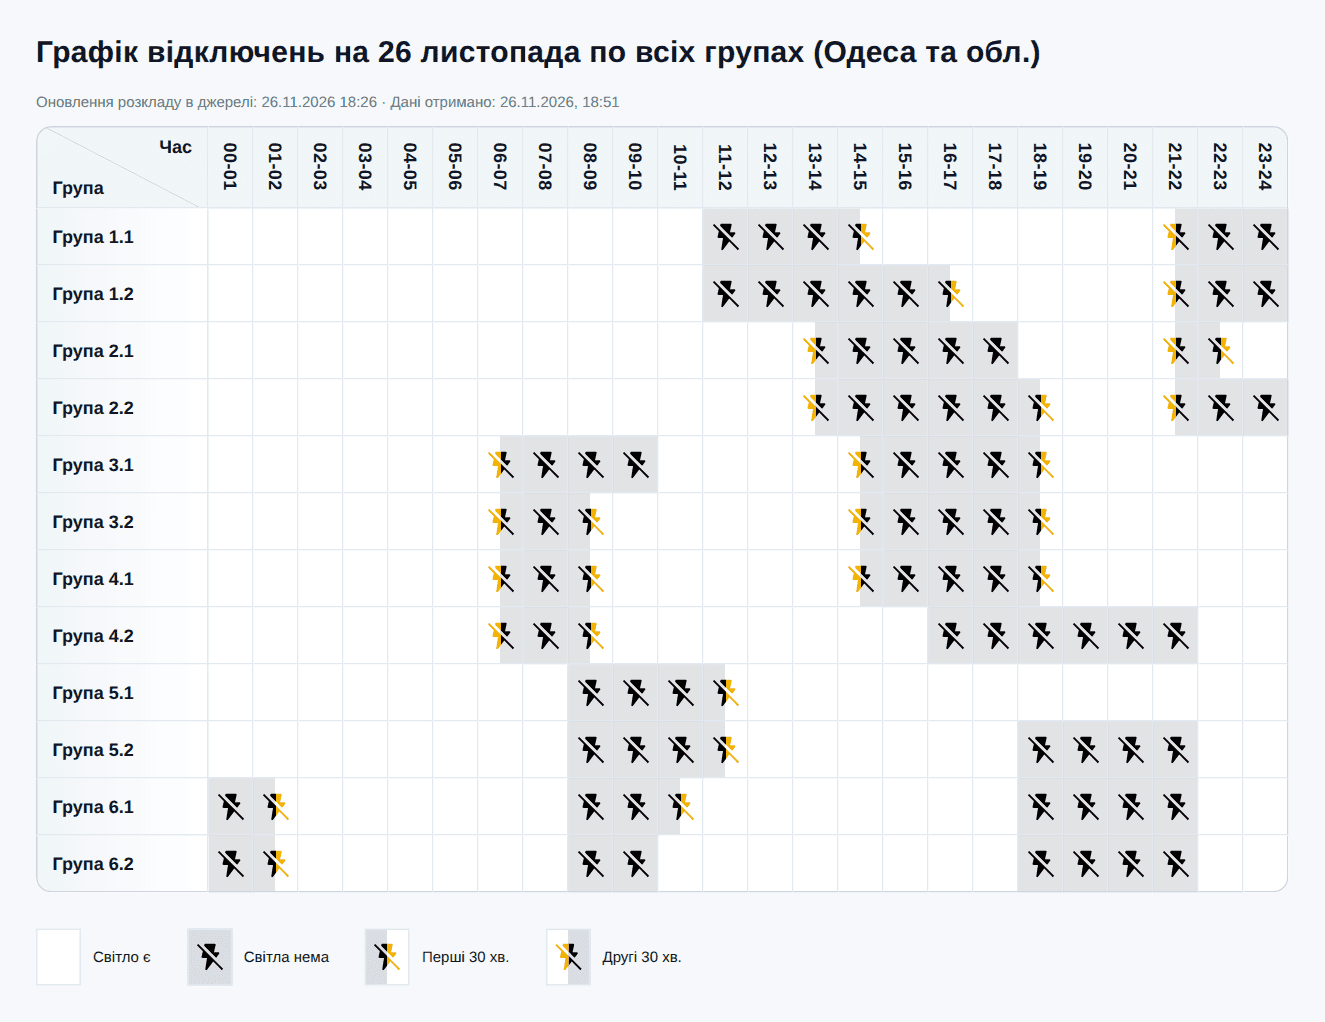 Графік відключень на 26 листопада по всіх групах (Одеса та обл.)
Оновлення розкладу в джерелі: 26.11.2026 18:26 · Дані отримано: 26.11.2026, 18:51
Час
Група
00-01 01-02 02-03 03-04 04-05 05-06 06-07 07-08 08-09 09-10 10-11 11-12 12-13 13-14 14-15 15-16 16-17 17-18 18-19 19-20 20-21 21-22 22-23 23-24
Група 1.1
Група 1.2
Група 2.1
Група 2.2
Група 3.1
Група 3.2
Група 4.1
Група 4.2
Група 5.1
Група 5.2
Група 6.1
Група 6.2
Світло є Світла нема Перші 30 хв. Другі 30 хв.